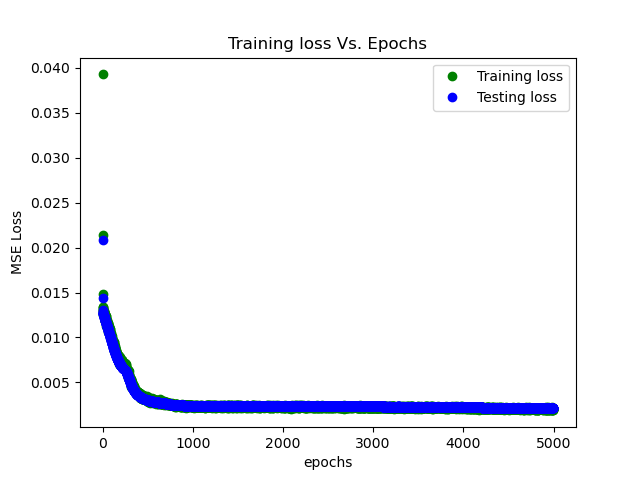 Training loss Vs. Epochs
Training loss
Testing loss
MSE Loss
0.040
0.035
0.030
0.025
0.020
0.015
0.010
0.005
0 1000 2000 3000 4000 5000
epochs